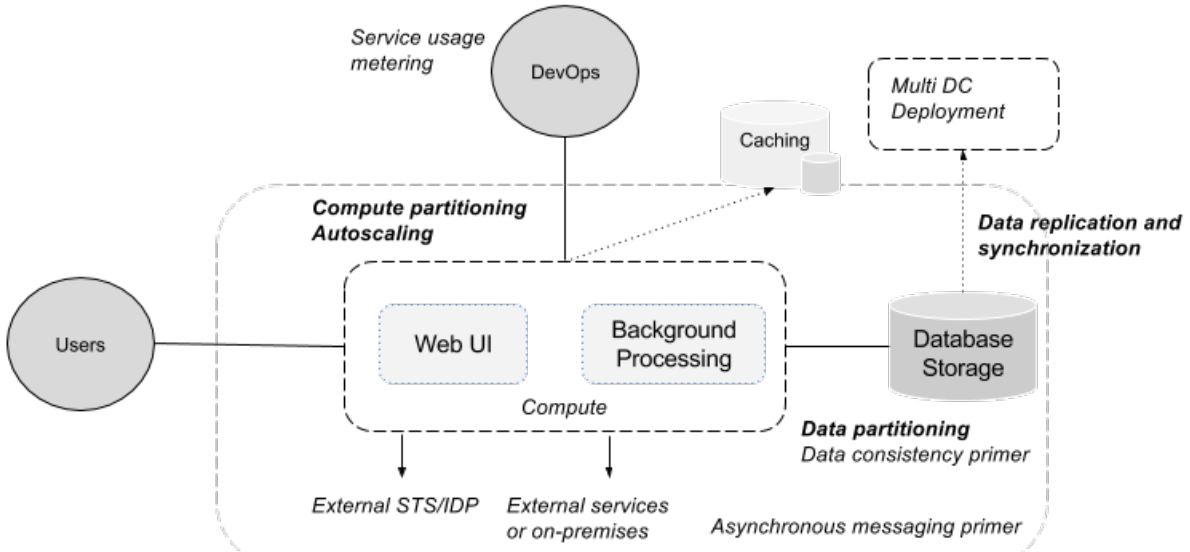 Service usage
metering
DevOps
Multi DC
Deployment
Caching
Compute partitioning
Autoscaling
Data replication and
synchronization
Users
Web UI
Background
Processing
Database
Storage
Compute
Data partitioning
Data consistency primer
External STS/IDP
External services
or on-premises
Asynchronous messaging primer